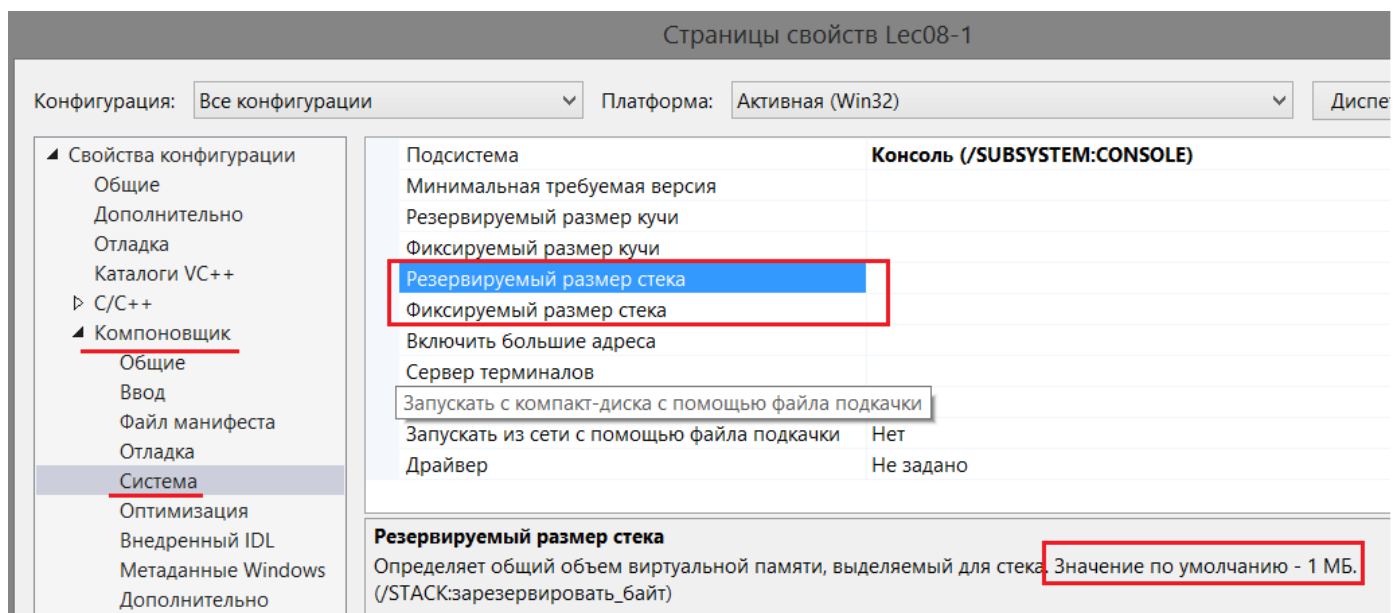 Страницы свойств Lec08-1
Конфигурация: Все конфигурации Платформа: Активная (Win32) Диспе
Свойства конфигурации
Общие
Дополнительно
Отладка
Каталоги VC++
C/C++
Компоновщик
Общие
Ввод
Файл манифеста
Отладка
Система
Оптимизация
Внедренный IDL
Метаданные Windows
Дополнительно
Подсистема Консоль (/SUBSYSTEM:CONSOLE)
Минимальная требуемая версия
Резервируемый размер кучи
Фиксируемый размер кучи
Резервируемый размер стека
Фиксируемый размер стека
Включить большие адреса
Сервер терминалов
Запускать с компакт-диска с помощью файла подкачки
Запускать из сети с помощью файла подкачки Нет
Драйвер Не задано
Резервируемый размер стека
Определяет общий объем виртуальной памяти, выделяемый для стека. Значение по умолчанию - 1 МБ.
(/STACK:зарезервировать_байт)